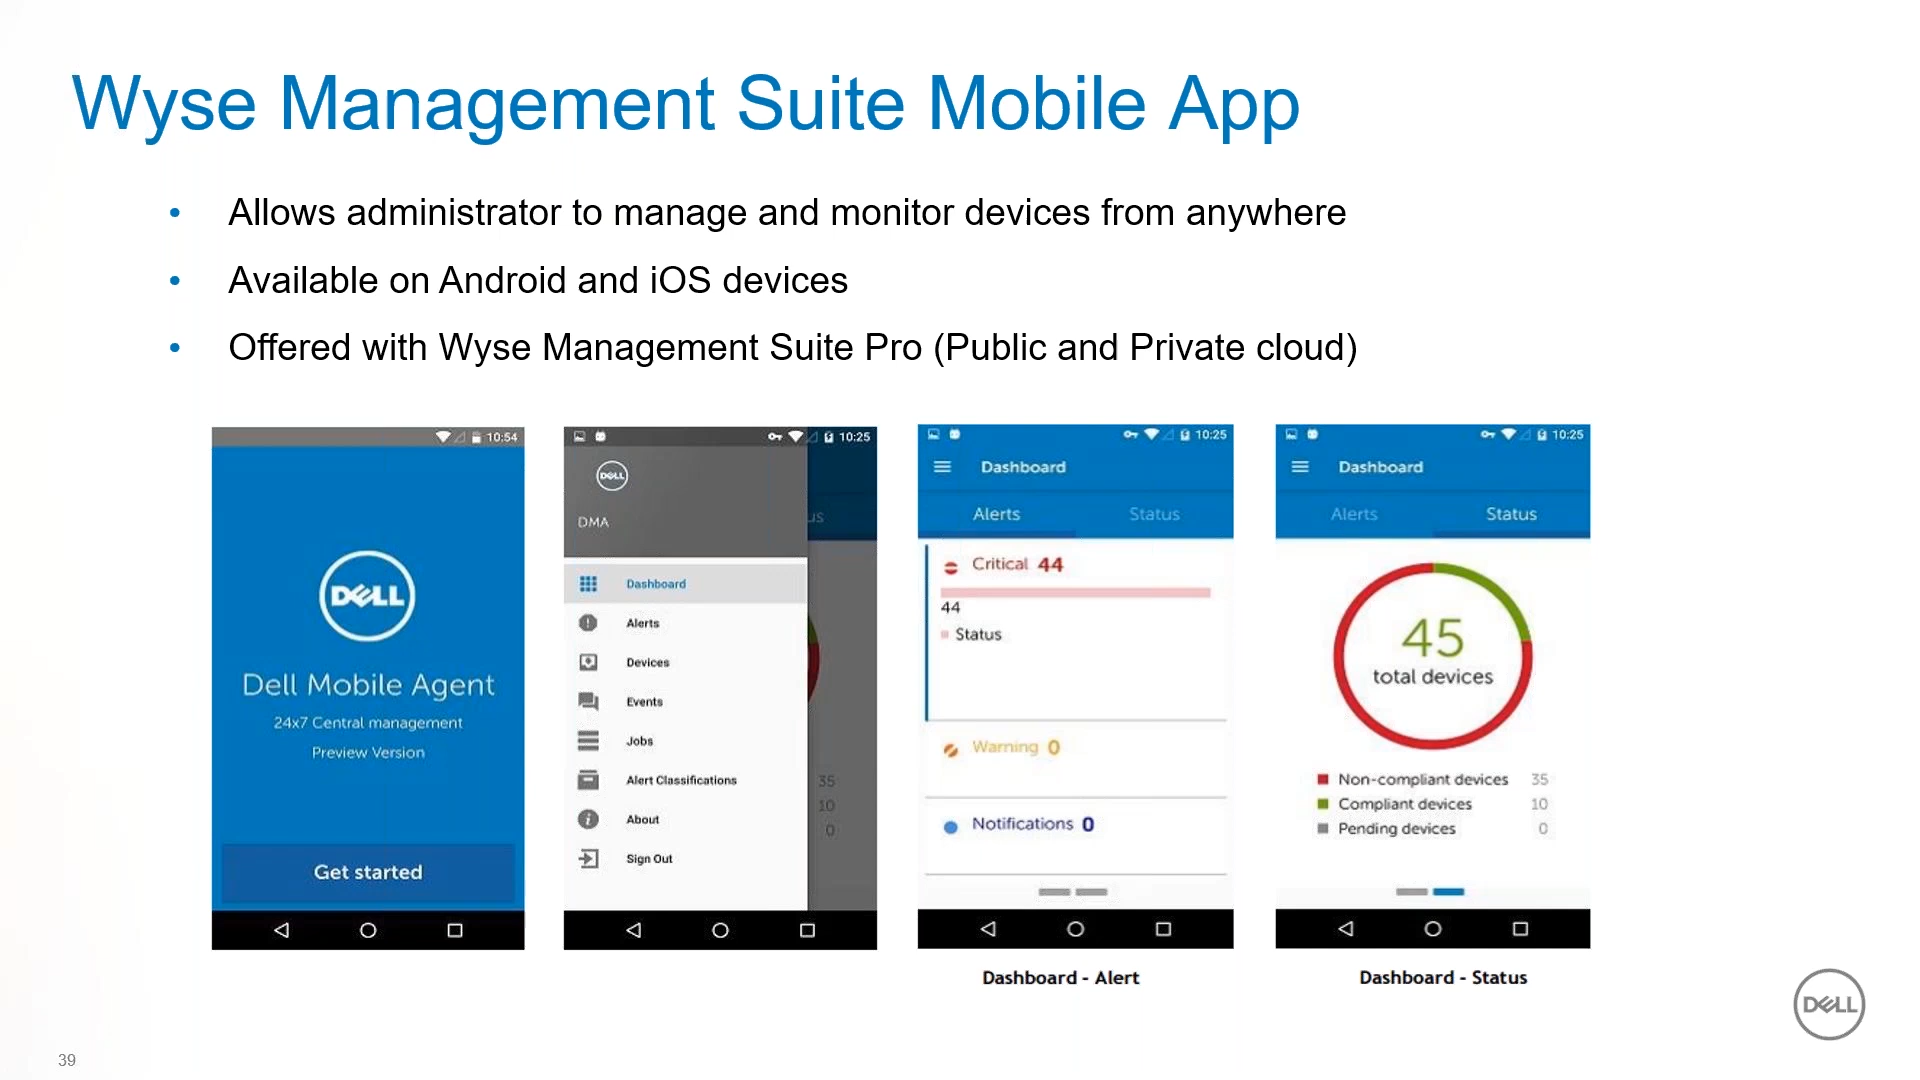 Wyse Management Suite Mobile App
• Allows administrator to manage and monitor devices from anywhere
• Available on Android and iOS devices
• Offered with Wyse Management Suite Pro (Public and Private cloud)
10:54
DELL
Dell Mobile Agent
24x7 Central management
Preview Version
Get started
10:25
DELL
DMA
us
Dashboard
Alerts
Devices
Events
Jobs
Alert Classifications
35
10
About
0
Sign Out
10:25
Dashboard
Alerts Status
Critical 44
44
Status
Warning 0
Notifications 0
Dashboard - Alert
10:25
Dashboard
Alerts Status
45
total devices
Non-compliant devices 35
Compliant devices 10
Pending devices 0
Dashboard - Status
DELL
39